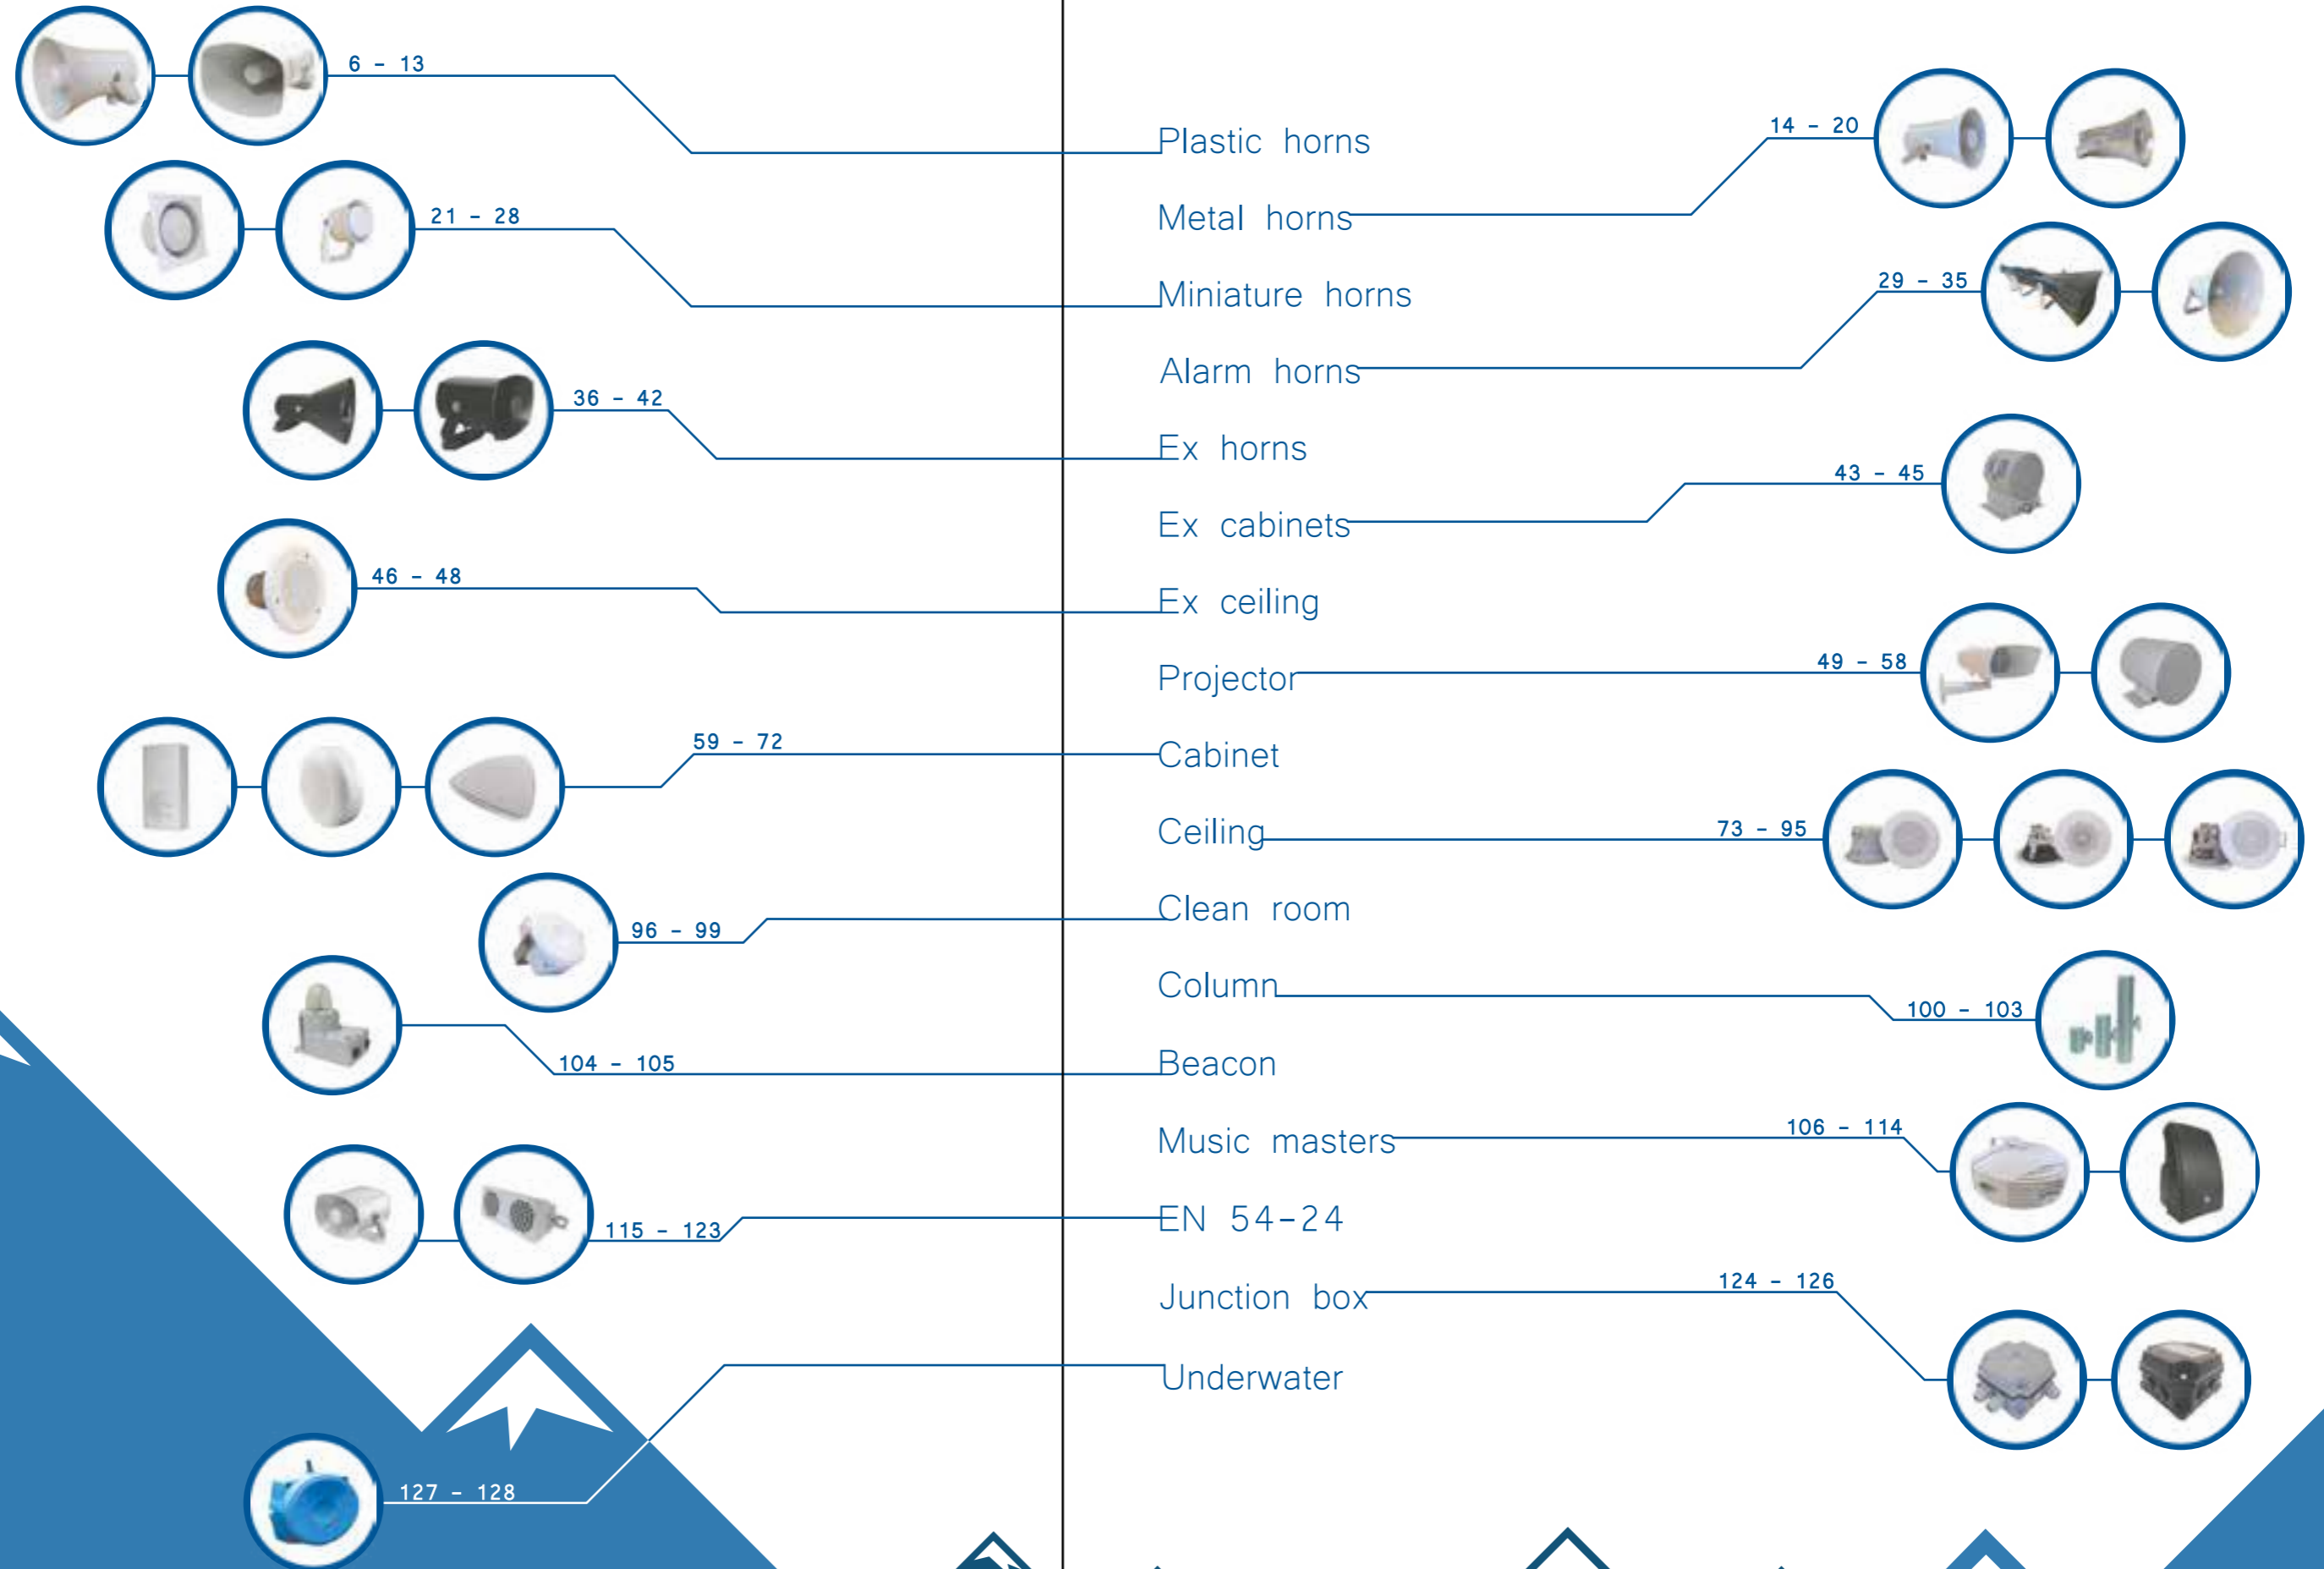 6 - 13
Plastic horns
14 - 20
Metal horns
21 - 28
Miniature horns
29 - 35
Alarm horns
36 - 42
Ex horns
43 - 45
Ex cabinets
46 - 48
Ex ceiling
49 - 58
Projector
59 - 72
Cabinet
73 - 95
Ceiling
96 - 99
Clean room
100 - 103
Column
104 - 105
Beacon
106 - 114
Music masters
115 - 123
EN 54-24
124 - 126
Junction box
127 - 128
Underwater